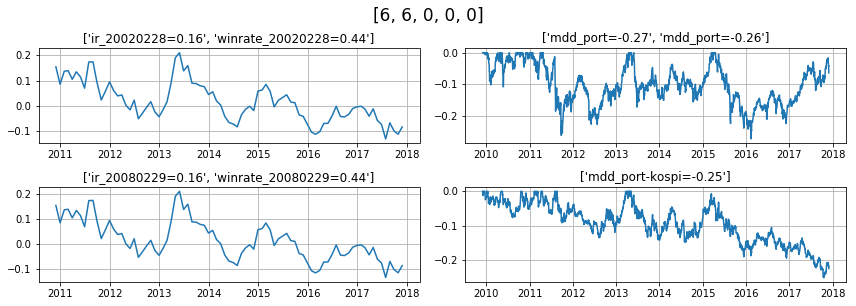 [6, 6, 0, 0, 0]
['ir_20020228=0.16', 'winrate_20020228=0.44']
0.2
0.1
0.0
−0.1
2011 2012 2013 2014 2015 2016 2017 2018
['mdd_port=-0.27', 'mdd_port=-0.26']
0.0
−0.1
−0.2
2010 2011 2012 2013 2014 2015 2016 2017 2018
['ir_20080229=0.16', 'winrate_20080229=0.44']
0.2
0.1
0.0
−0.1
2011 2012 2013 2014 2015 2016 2017 2018
['mdd_port-kospi=-0.25']
0.0
−0.1
−0.2
2010 2011 2012 2013 2014 2015 2016 2017 2018